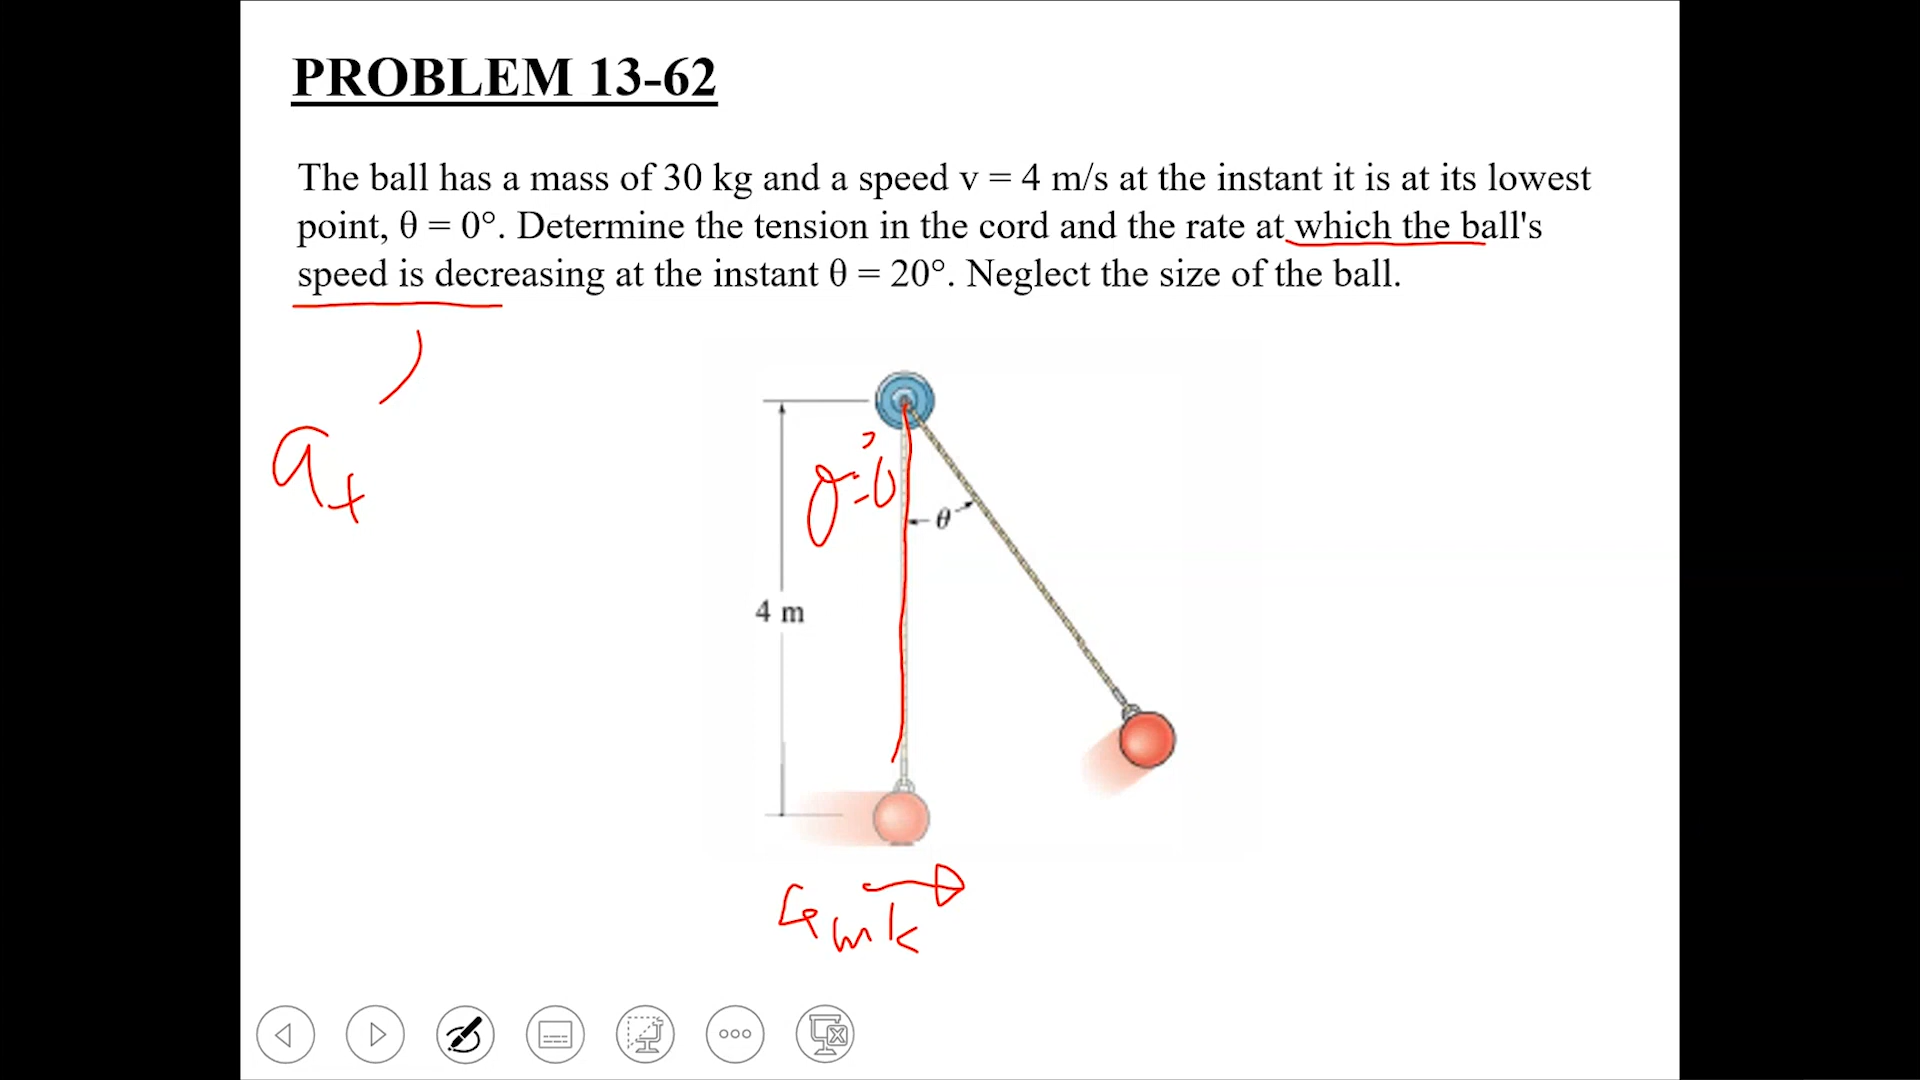 PROBLEM 13-62
The ball has a mass of 30 kg and a speed v = 4 m/s at the instant it is at its lowest
point, θ = 0°. Determine the tension in the cord and the rate at which the ball's
speed is decreasing at the instant θ = 20°. Neglect the size of the ball.
a
t
θ=0°
θ
4 m
4 m/s